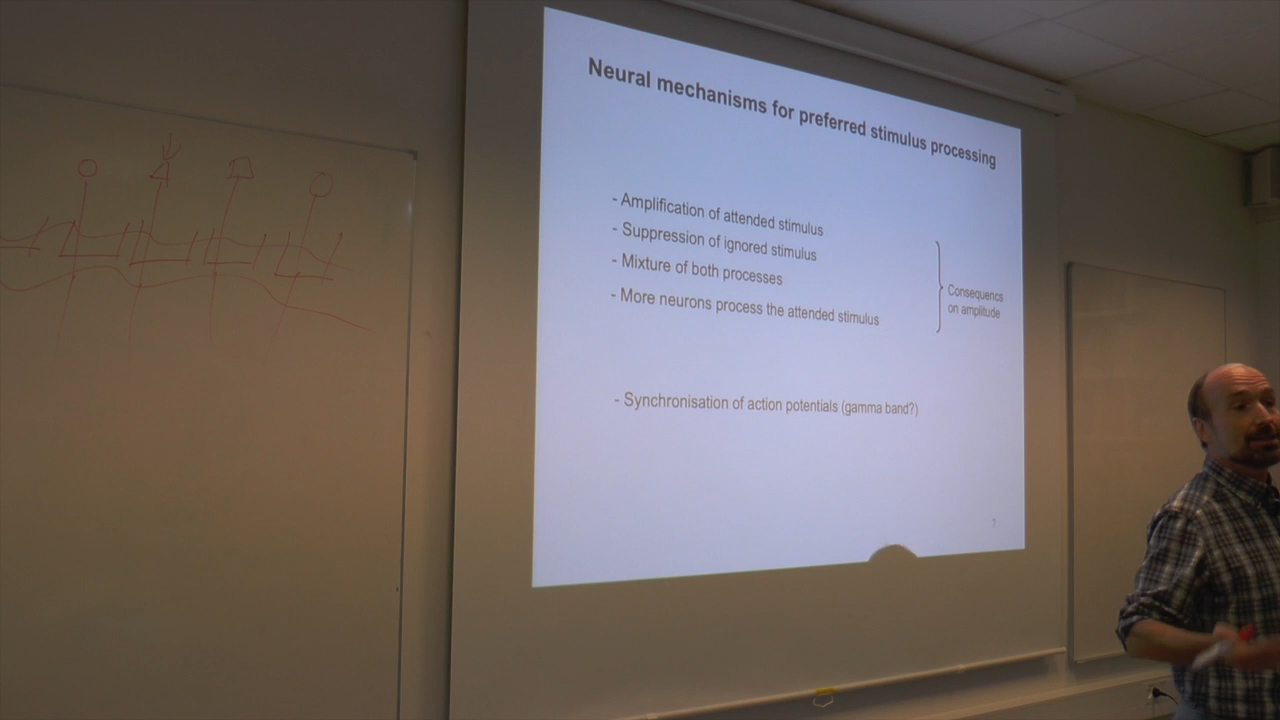 Neural mechanisms for preferred stimulus processing
- Amplification of attended stimulus
- Suppression of ignored stimulus
- Mixture of both processes
- More neurons process the attended stimulus
Consequencs
on amplitude
- Synchronisation of action potentials (gamma band?)
7